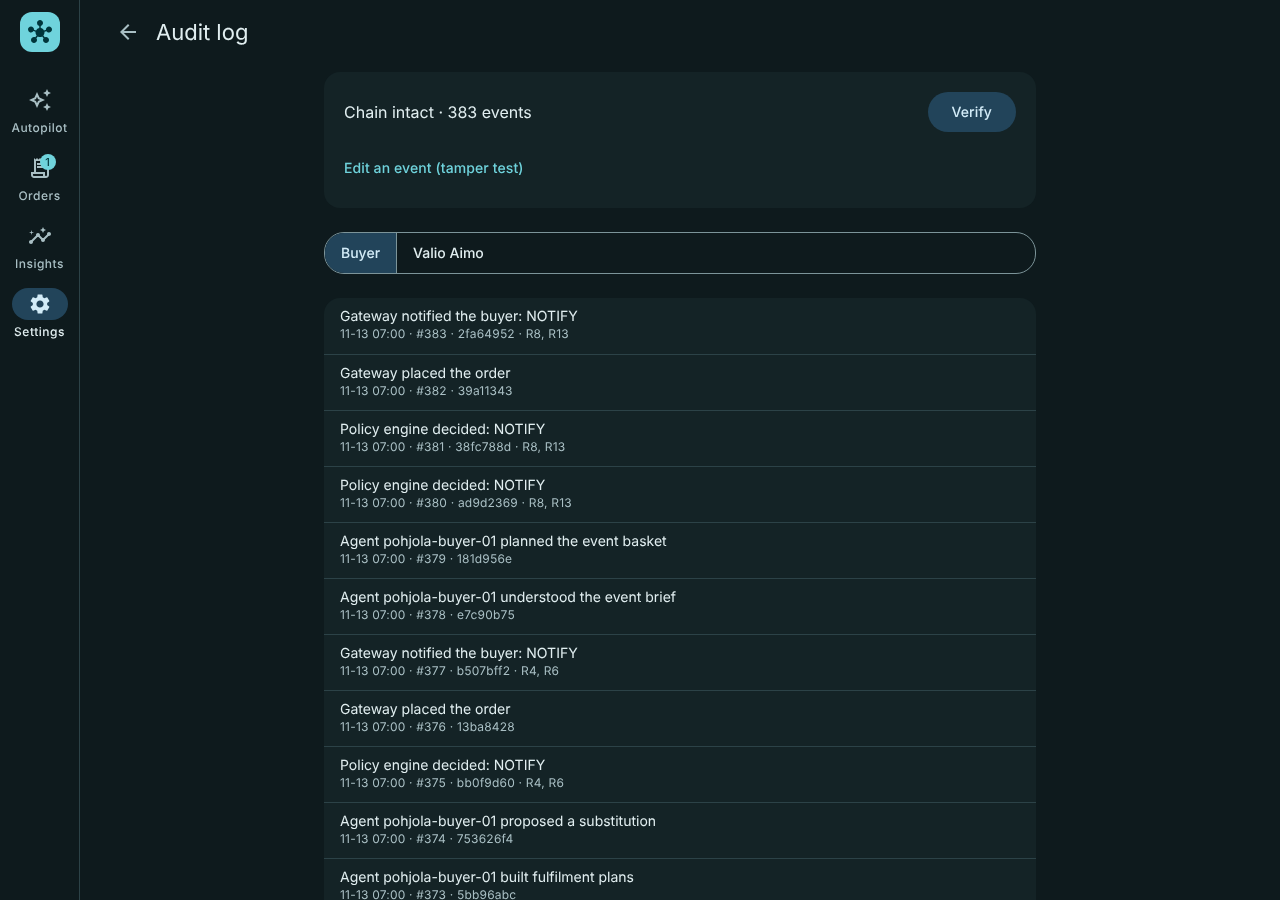 Audit log
Autopilot
1
Orders
Insights
Settings
Chain intact · 383 events
Verify
Edit an event (tamper test)
Buyer
Valio Aimo
Gateway notified the buyer: NOTIFY
11-13 07:00 · #383 · 2fa64952 · R8, R13
Gateway placed the order
11-13 07:00 · #382 · 39a11343
Policy engine decided: NOTIFY
11-13 07:00 · #381 · 38fc788d · R8, R13
Policy engine decided: NOTIFY
11-13 07:00 · #380 · ad9d2369 · R8, R13
Agent pohjola-buyer-01 planned the event basket
11-13 07:00 · #379 · 181d956e
Agent pohjola-buyer-01 understood the event brief
11-13 07:00 · #378 · e7c90b75
Gateway notified the buyer: NOTIFY
11-13 07:00 · #377 · b507bff2 · R4, R6
Gateway placed the order
11-13 07:00 · #376 · 13ba8428
Policy engine decided: NOTIFY
11-13 07:00 · #375 · bb0f9d60 · R4, R6
Agent pohjola-buyer-01 proposed a substitution
11-13 07:00 · #374 · 753626f4
Agent pohjola-buyer-01 built fulfilment plans
11-13 07:00 · #373 · 5bb96abc